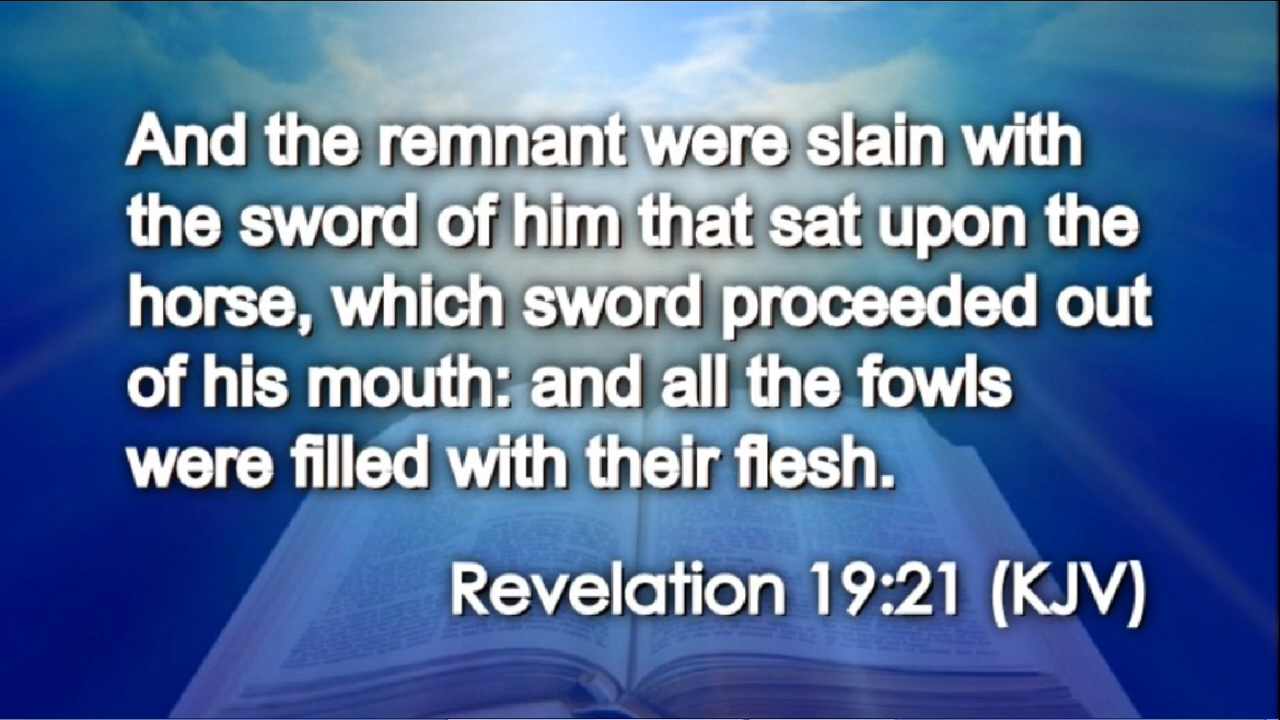 And the remnant were slain with
the sword of him that sat upon the
horse, which sword proceeded out
of his mouth: and all the fowls
were filled with their flesh.
Revelation 19:21 (KJV)